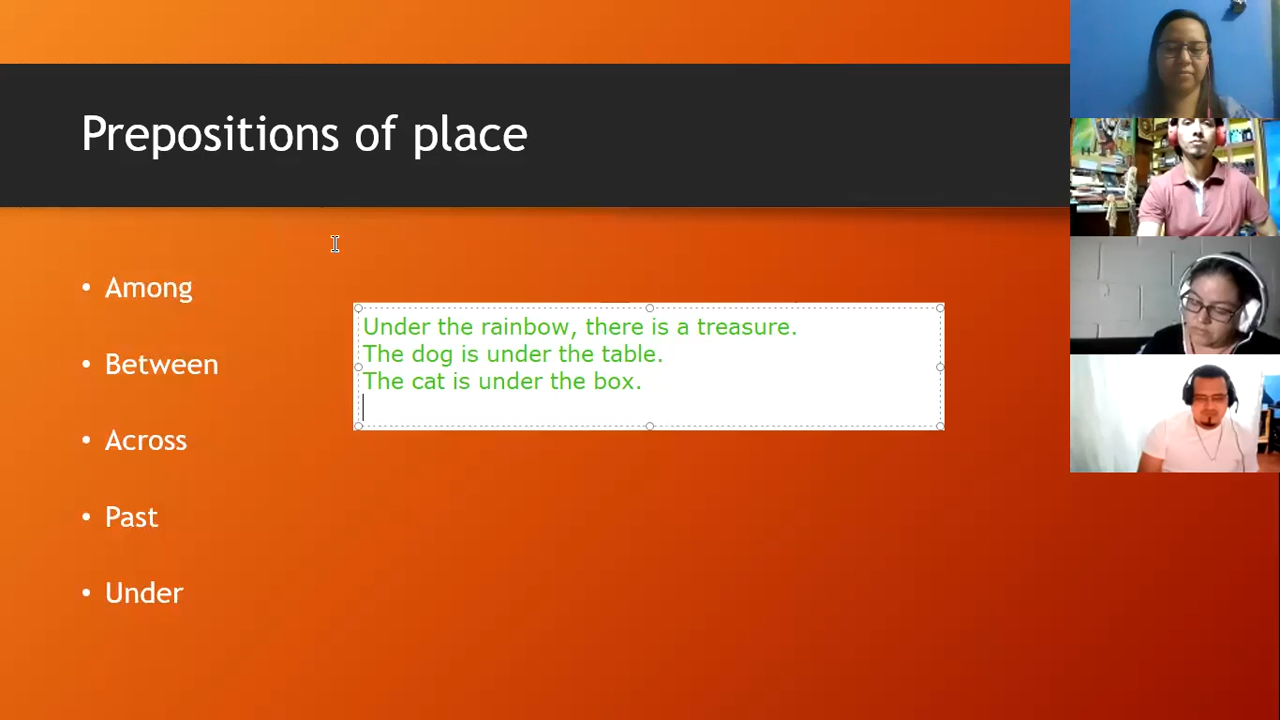 Prepositions of place
• Among
• Between
• Across
• Past
• Under
Under the rainbow, there is a treasure.
The dog is under the table.
The cat is under the box.